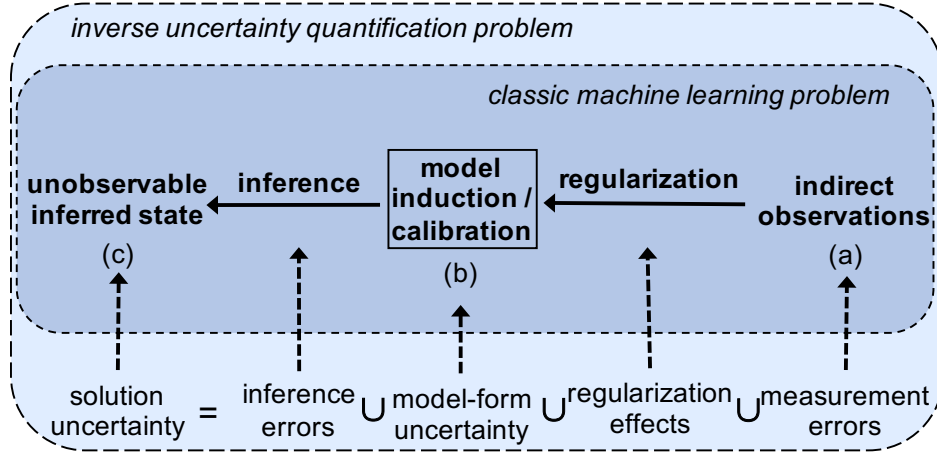 inverse uncertainty quantification problem
classic machine learning problem
unobservable
inferred state
(c)
inference
model
induction /
calibration
(b)
regularization
indirect
observations
(a)
solution
uncertainty
=
inference
errors
∪
model-form
uncertainty
∪
regularization
effects
∪
measurement
errors